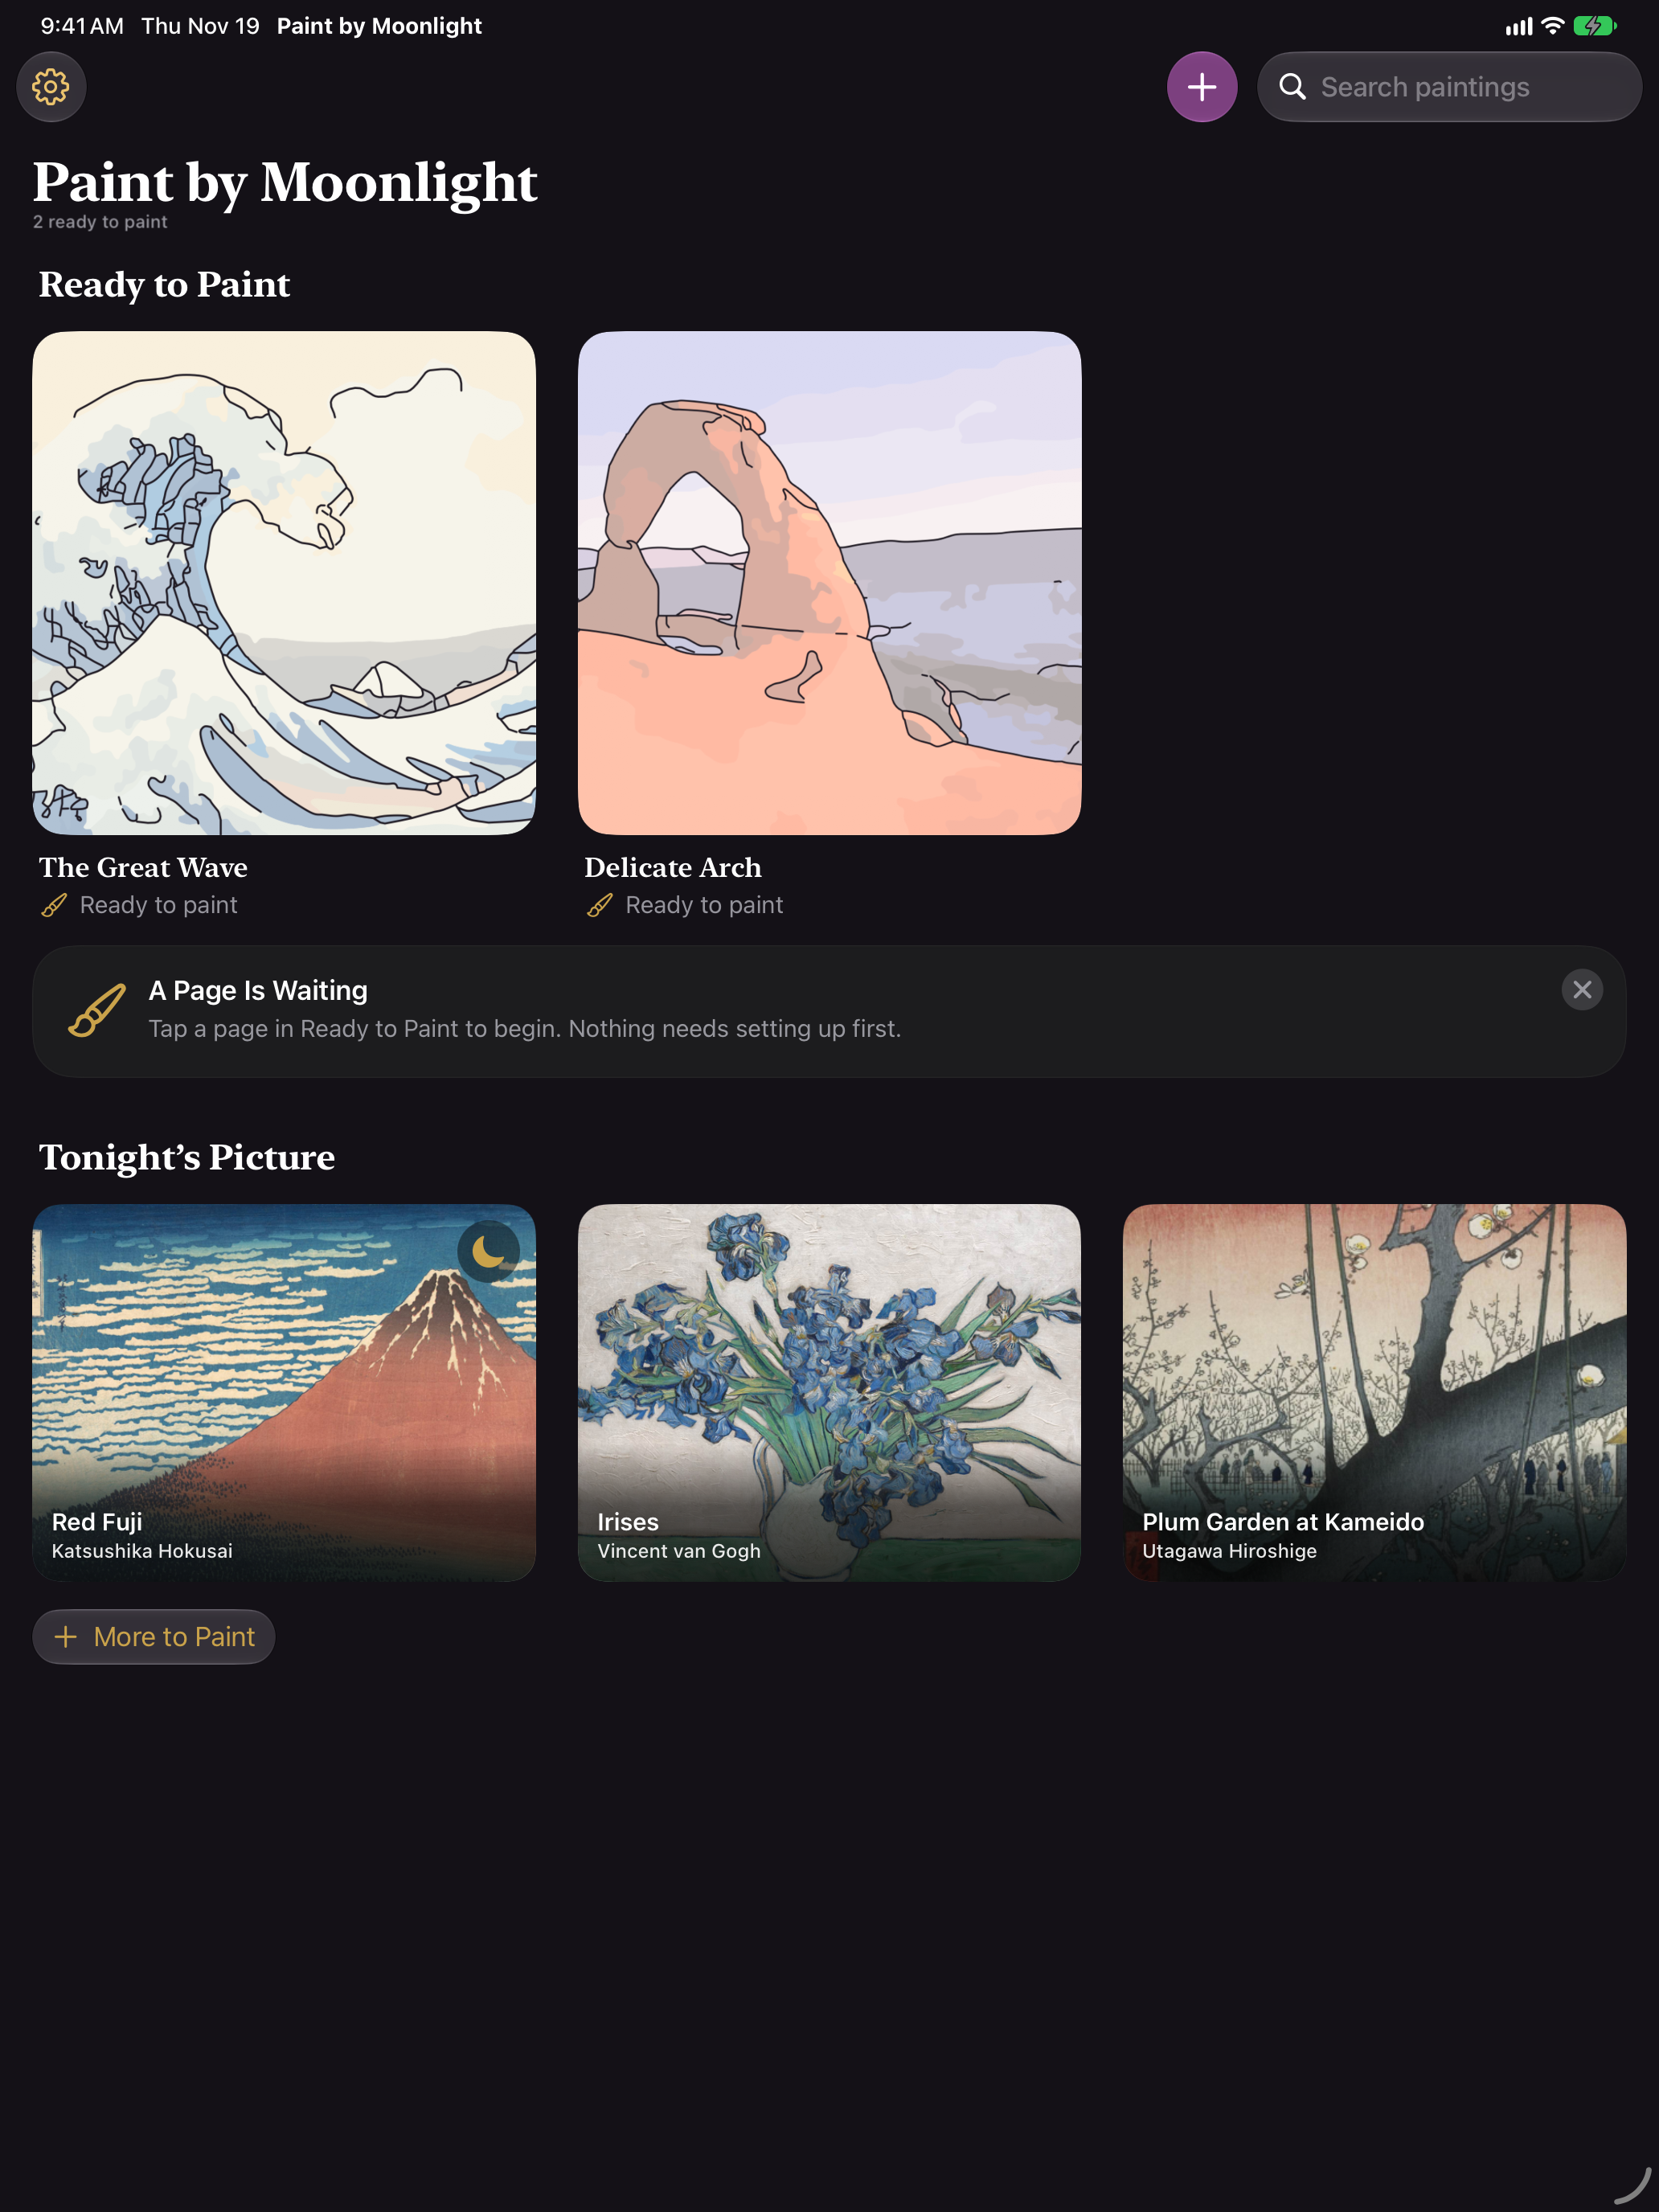 9:41 AM Thu Nov 19 Paint by Moonlight
Search paintings
Paint by Moonlight
2 ready to paint
Ready to Paint
The Great Wave
Ready to paint
Delicate Arch
Ready to paint
A Page Is Waiting
Tap a page in Ready to Paint to begin. Nothing needs setting up first.
Tonight’s Picture
Red Fuji
Katsushika Hokusai
Irises
Vincent van Gogh
Plum Garden at Kameido
Utagawa Hiroshige
More to Paint